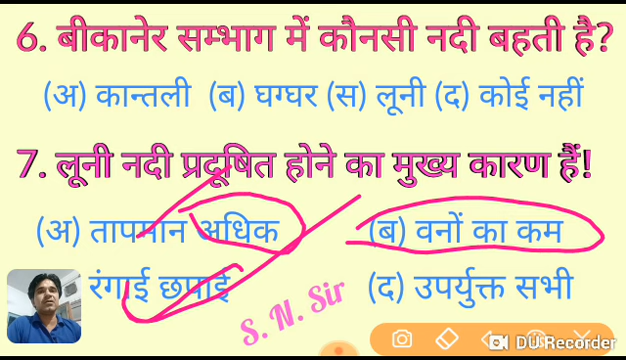 6. बीकानेर सम्भाग में कौनसी नदी बहती है?
(अ) कान्तली (ब) घग्घर (स) लूनी (द) कोई नहीं
7. लूनी नदी प्रदूषित होने का मुख्य कारण हैं!
(अ) तापमान अधिक (ब) वनों का कम
रंगाई छपाई (द) उपर्युक्त सभी
S. N. Sir
DU Recorder